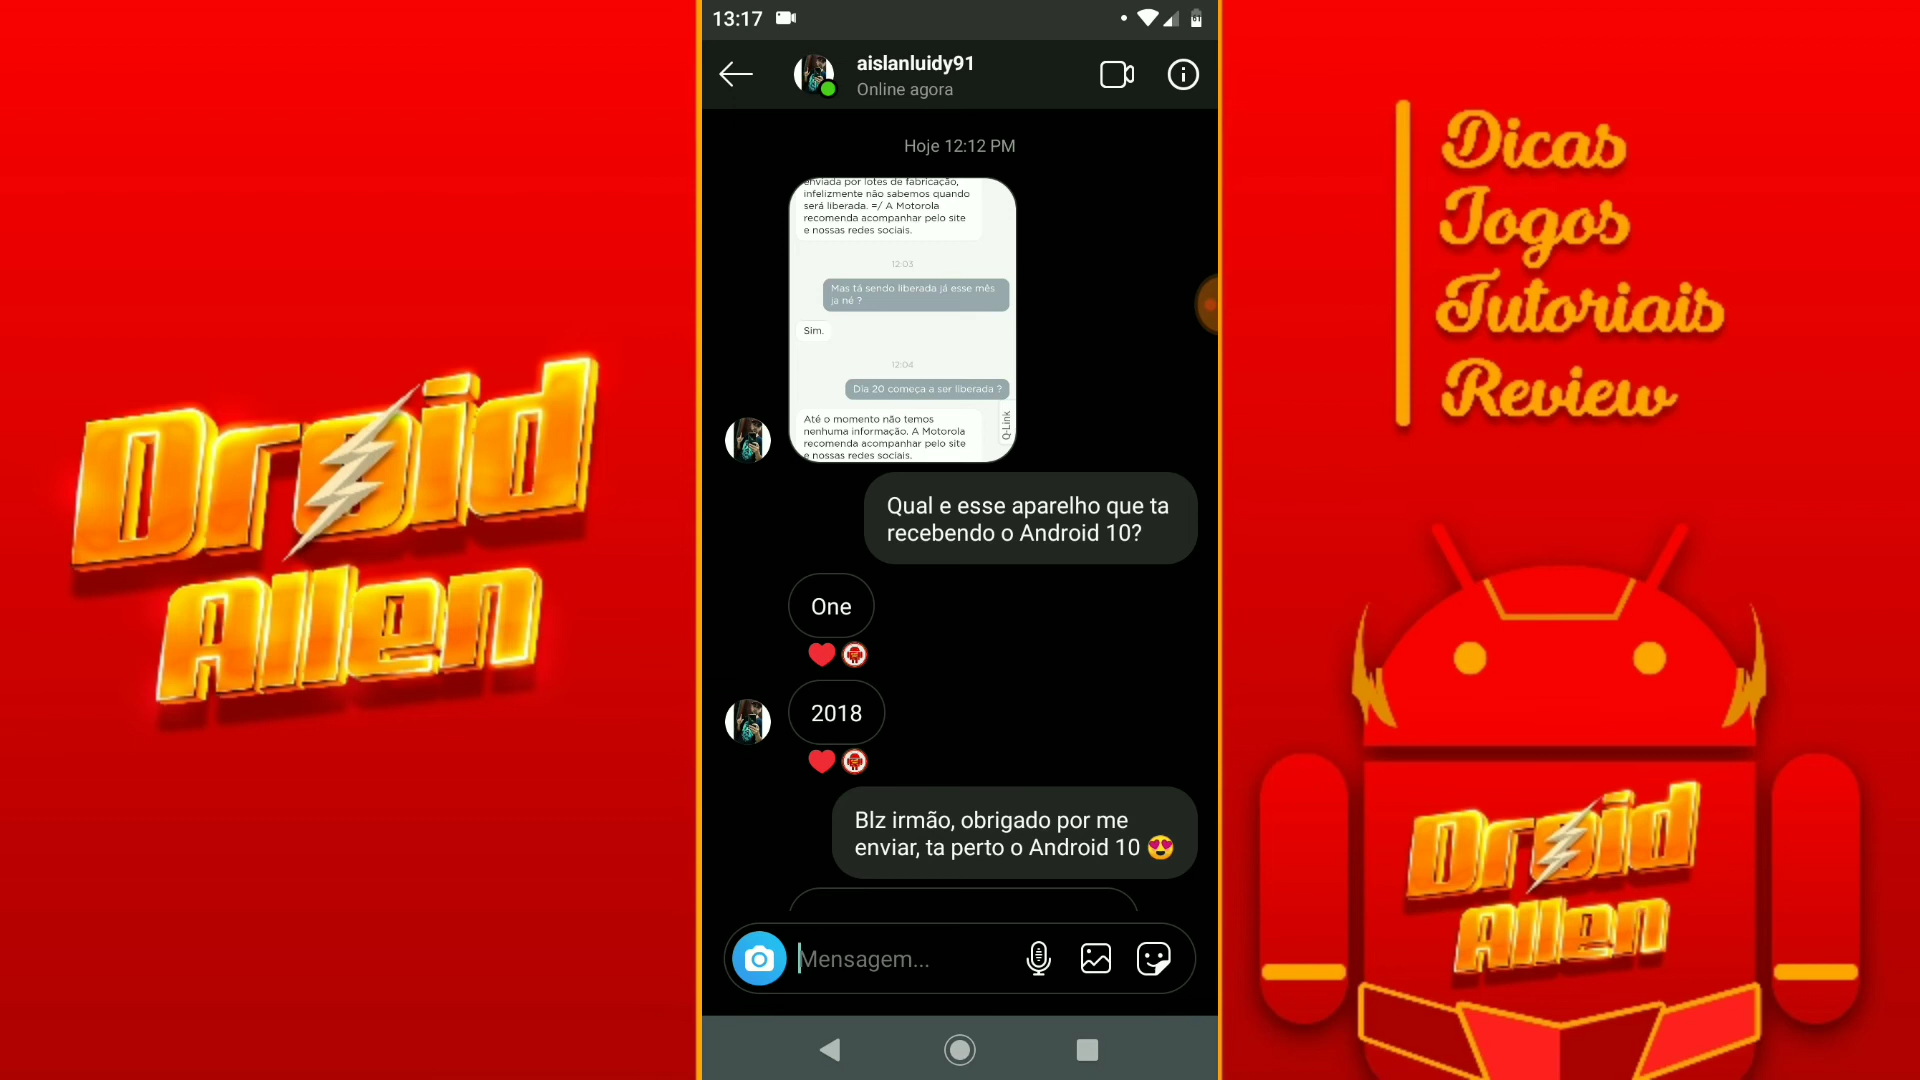 Droid
Allen
13:17
aislanluidy91
Online agora
Hoje 12:12 PM
enviada por lotes de fabricação,
infelizmente não sabemos quando
será liberada. =/ A Motorola
recomenda acompanhar pelo site
e nossas redes sociais.
12:03
Mas tá sendo liberada já esse mês
ja né ?
Sim.
12:04
Dia 20 começa a ser liberada ?
Até o momento não temos
nenhuma informação. A Motorola
recomenda acompanhar pelo site
e nossas redes sociais.
Q-Link
Qual e esse aparelho que ta
recebendo o Android 10?
One
2018
Blz irmão, obrigado por me
enviar, ta perto o Android 10 😍
Mensagem...
Dicas
Jogos
Tutoriais
Review
Droid
Allen